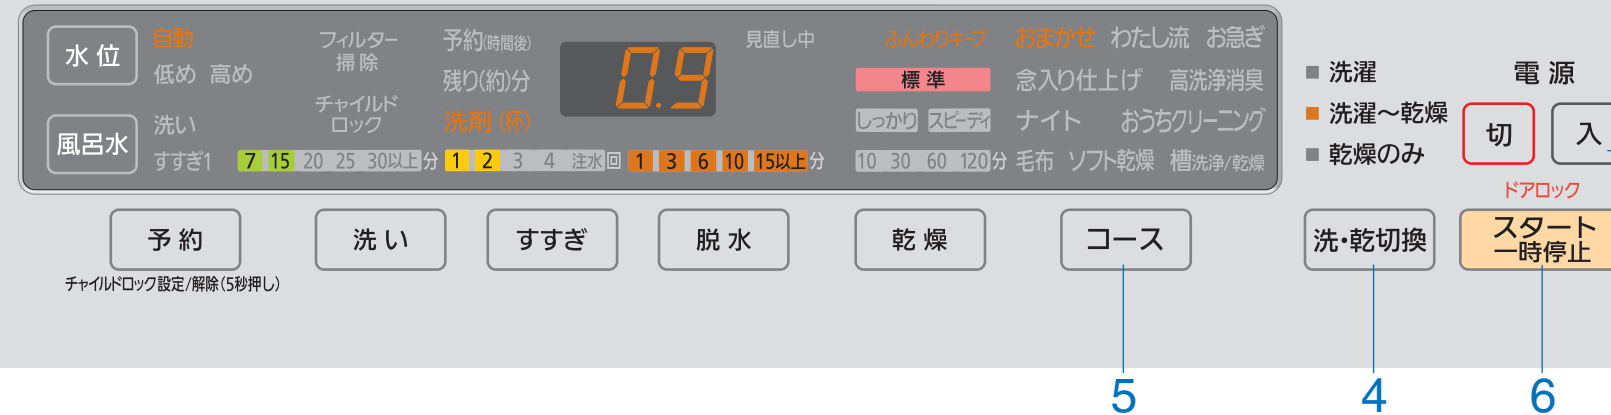 水位
自動
低め 高め
風呂水
洗い
すすぎ1
フィルター
掃除
チャイルド
ロック
予約(時間後)
残り(約)分
洗剤(杯)
0.9
見直し中
ふんわりキープ
標準
しっかり スピーディ
おまかせ わたし流 お急ぎ
念入り仕上げ 高洗浄消臭
ナイト おうちクリーニング
毛布 ソフト乾燥 槽洗浄/乾燥
7 15 20 25 30以上 分
1 2 3 4 注水 回
1 3 6 10 15以上 分
10 30 60 120 分
洗濯
洗濯~乾燥
乾燥のみ
電源
切 入
ドアロック
予約
洗い
すすぎ
脱水
乾燥
コース
洗・乾切換
スタート
一時停止
チャイルドロック設定/解除(5秒押し)
5
4
6